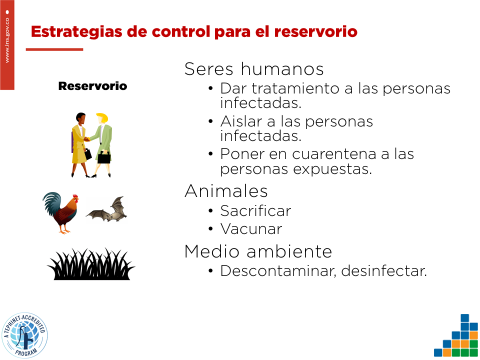 www.ins.gov.co
Estrategias de control para el reservorio
Reservorio
Seres humanos
• Dar tratamiento a las personas
infectadas.
• Aislar a las personas
infectadas.
• Poner en cuarentena a las
personas expuestas.
Animales
• Sacrificar
• Vacunar
Medio ambiente
• Descontaminar, desinfectar.
A TEPHINET ACCREDITED
PROGRAM